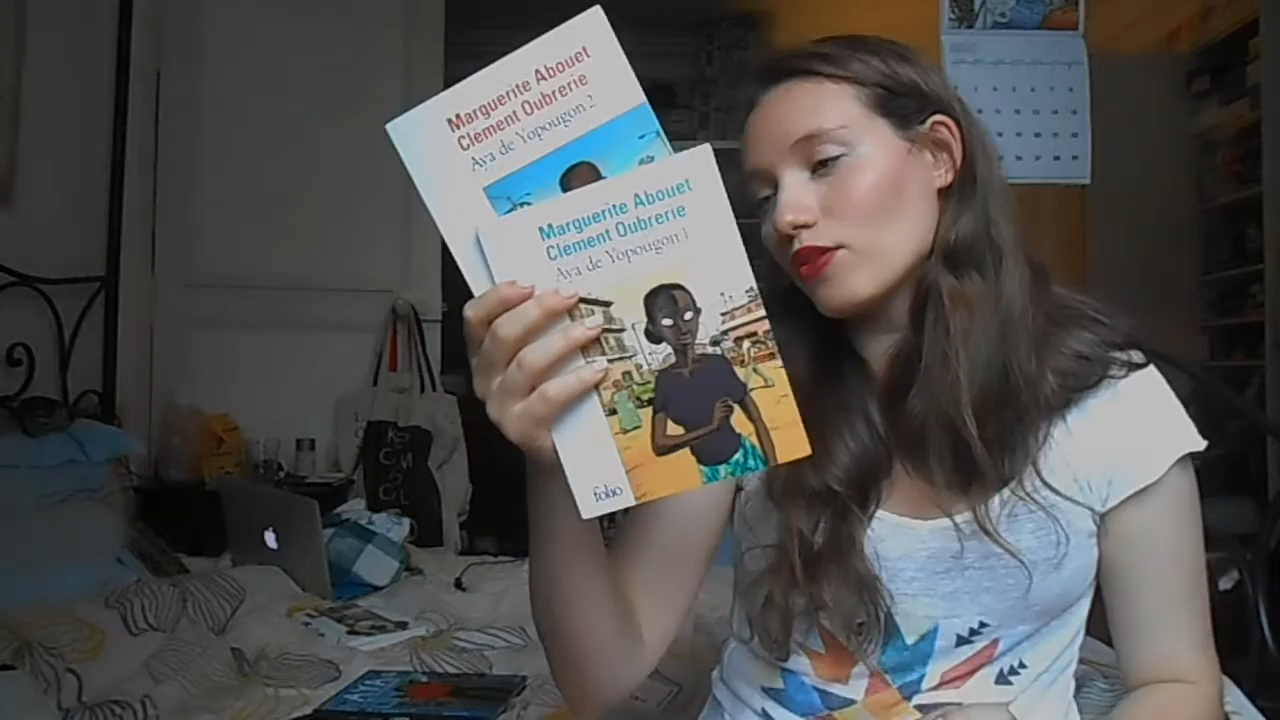 Marguerite Abouet
Clément Oubrerie
Aya de Yopougon 2
Marguerite Abouet
Clément Oubrerie
Aya de Yopougon 1
folio